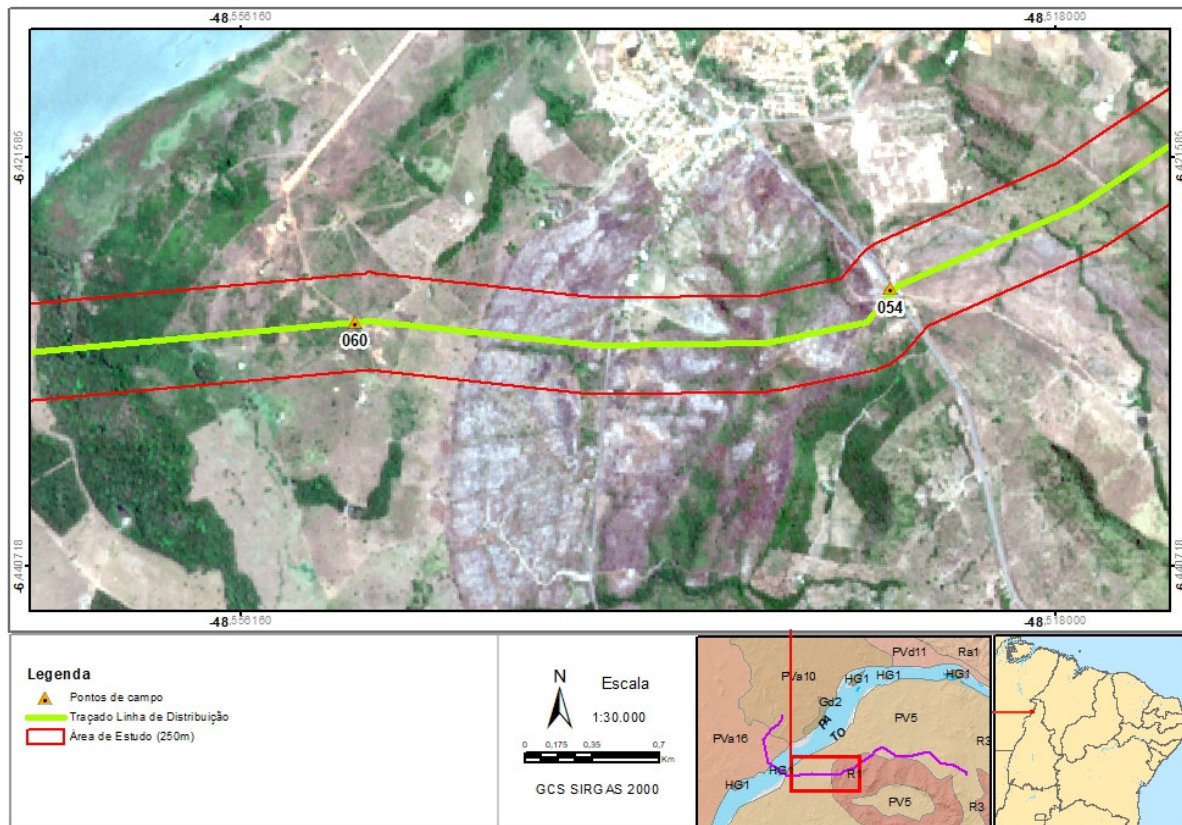 -48,556160 -48,518000
-6,421585 -6,421585
060
054
-6,440718 -6,440718
-48,556160 -48,518000
Legenda
Pontos de campo
Traçado Linha de Distribuição
Área de Estudo (250m)
N
Escala
1:30.000
0 0,175 0,35 0,7
Km
GCS SIRGAS 2000
PVd11 Ra1
PVa10
HG1 HG1 HG1
Gd2
PA
TO
PV5
PVa16
R3
HG1 R1
HG1
PV5
R3